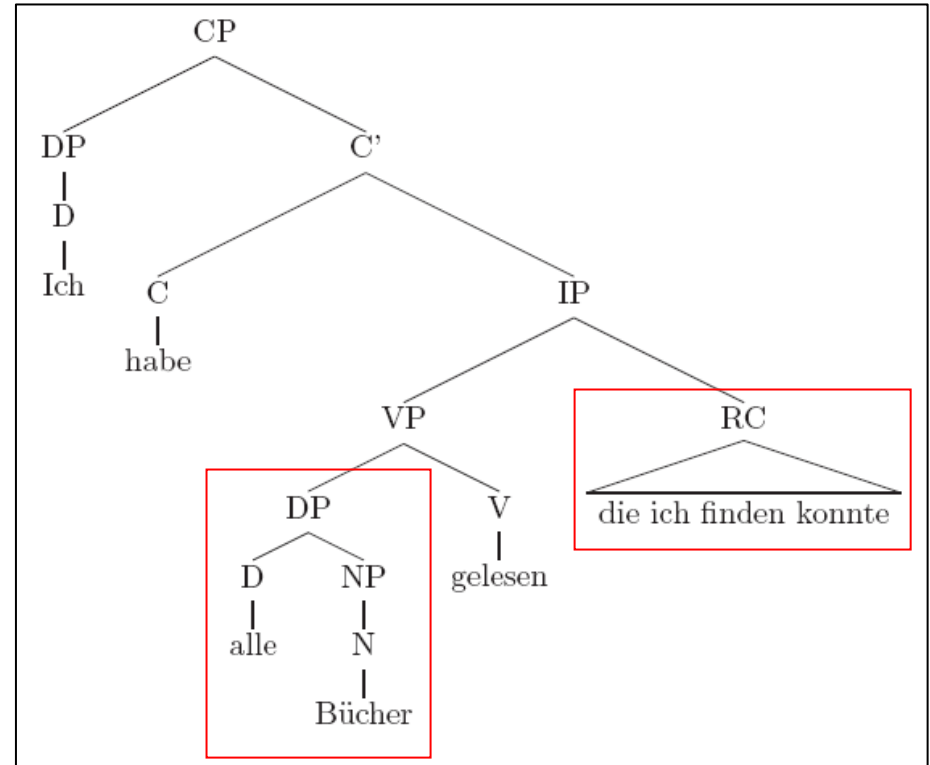 CP
DP C'
D
Ich C IP
habe
VP RC
DP V die ich finden konnte
D NP gelesen
alle N
Bücher